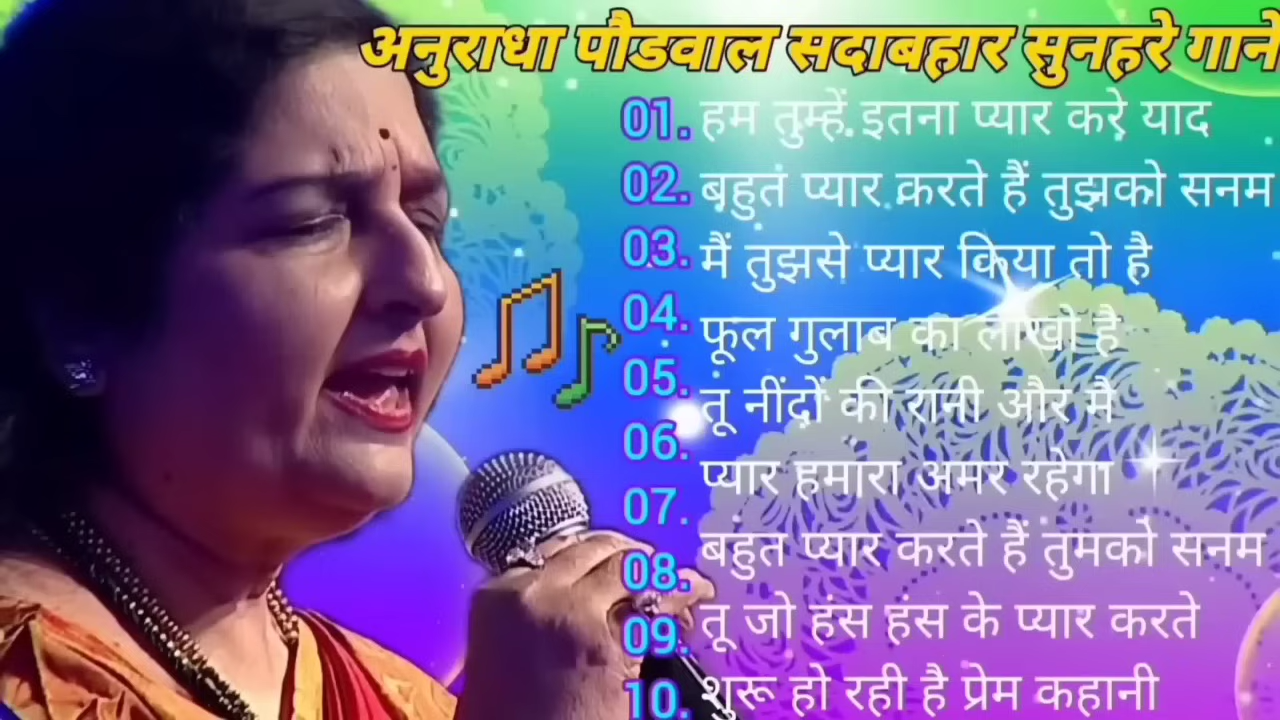 अनुराधा पौडवाल सदाबहार सुनहरे गाने
01. हम तुम्हें इतना प्यार करे याद
02. बहुत प्यार करते हैं तुझको सनम
03. मैं तुझसे प्यार किया तो है
04. फूल गुलाब का लाखो है
05. तू नींदों की रानी और मै
06. प्यार हमारा अमर रहेगा
07. बहुत प्यार करते हैं तुमको सनम
08. तू जो हंस हंस के प्यार करते
09. शुरू हो रही है प्रेम कहानी
10.